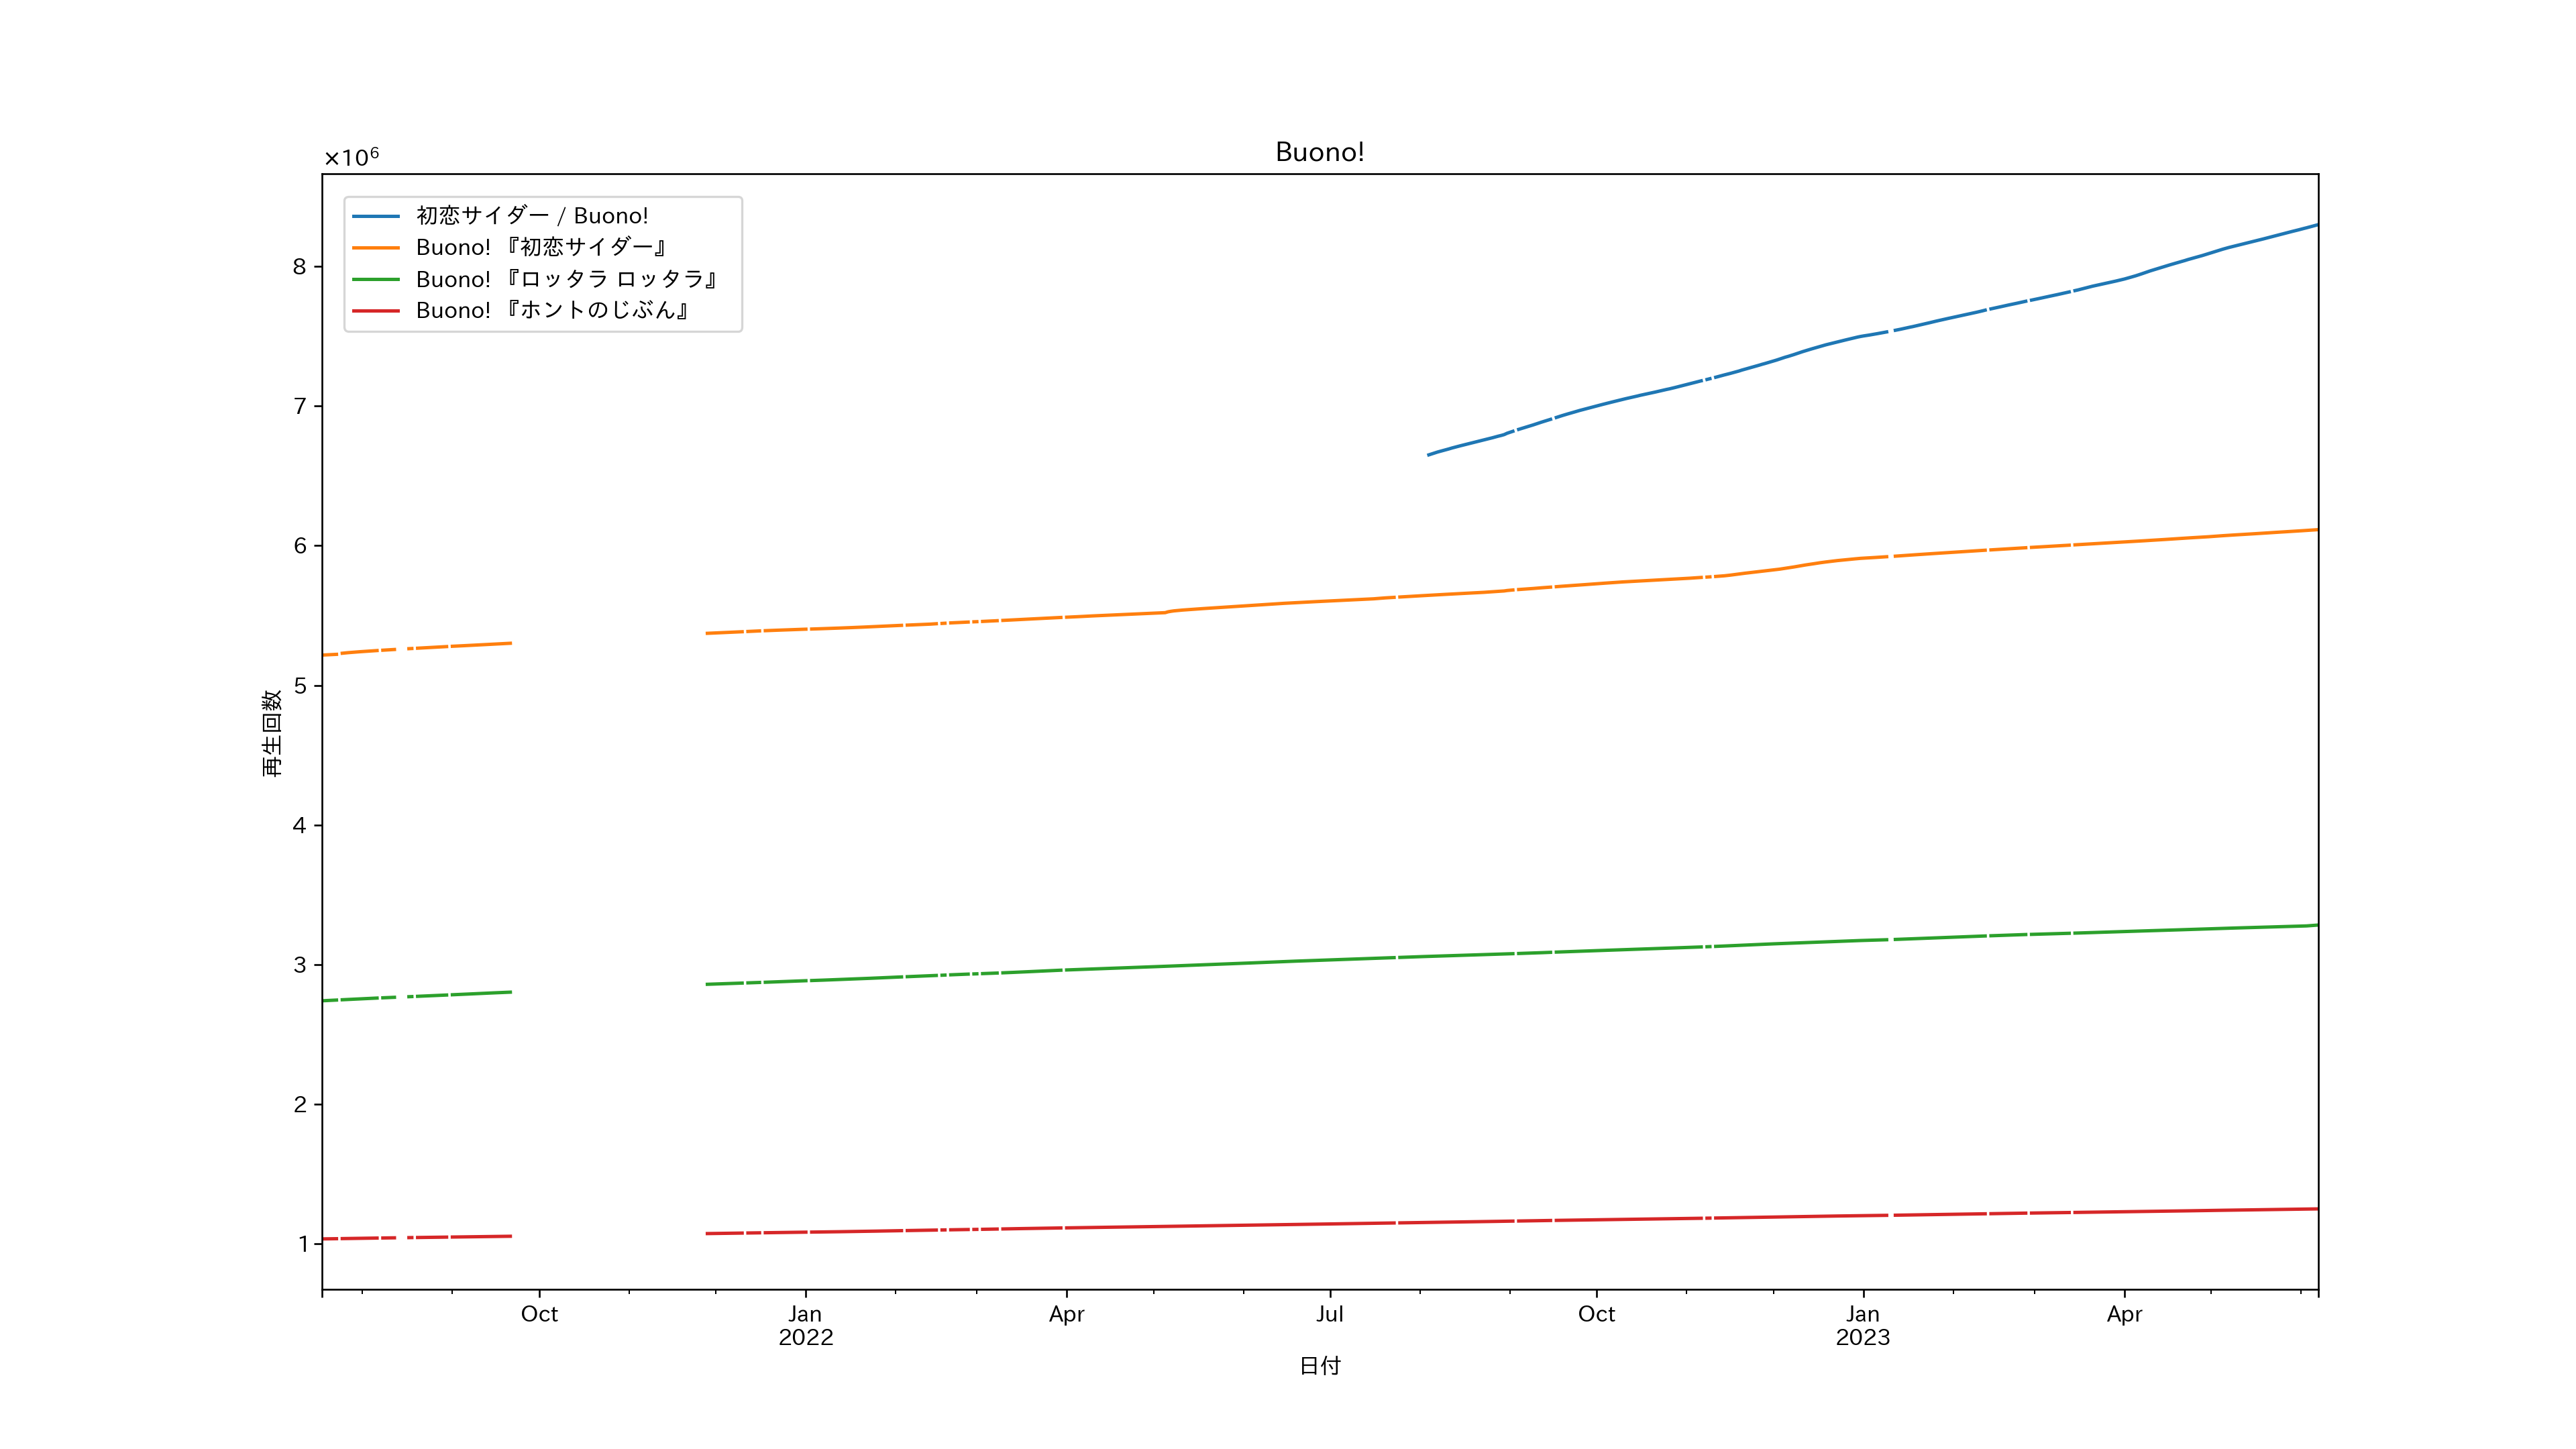 Buono!
×10⁶
初恋サイダー / Buono!
Buono! 『初恋サイダー』
Buono! 『ロッタラ ロッタラ』
Buono! 『ホントのじぶん』
8
7
6
5
4
3
2
1
再生回数
Oct Jan Apr Jul Oct Jan Apr
2022 2023
日付